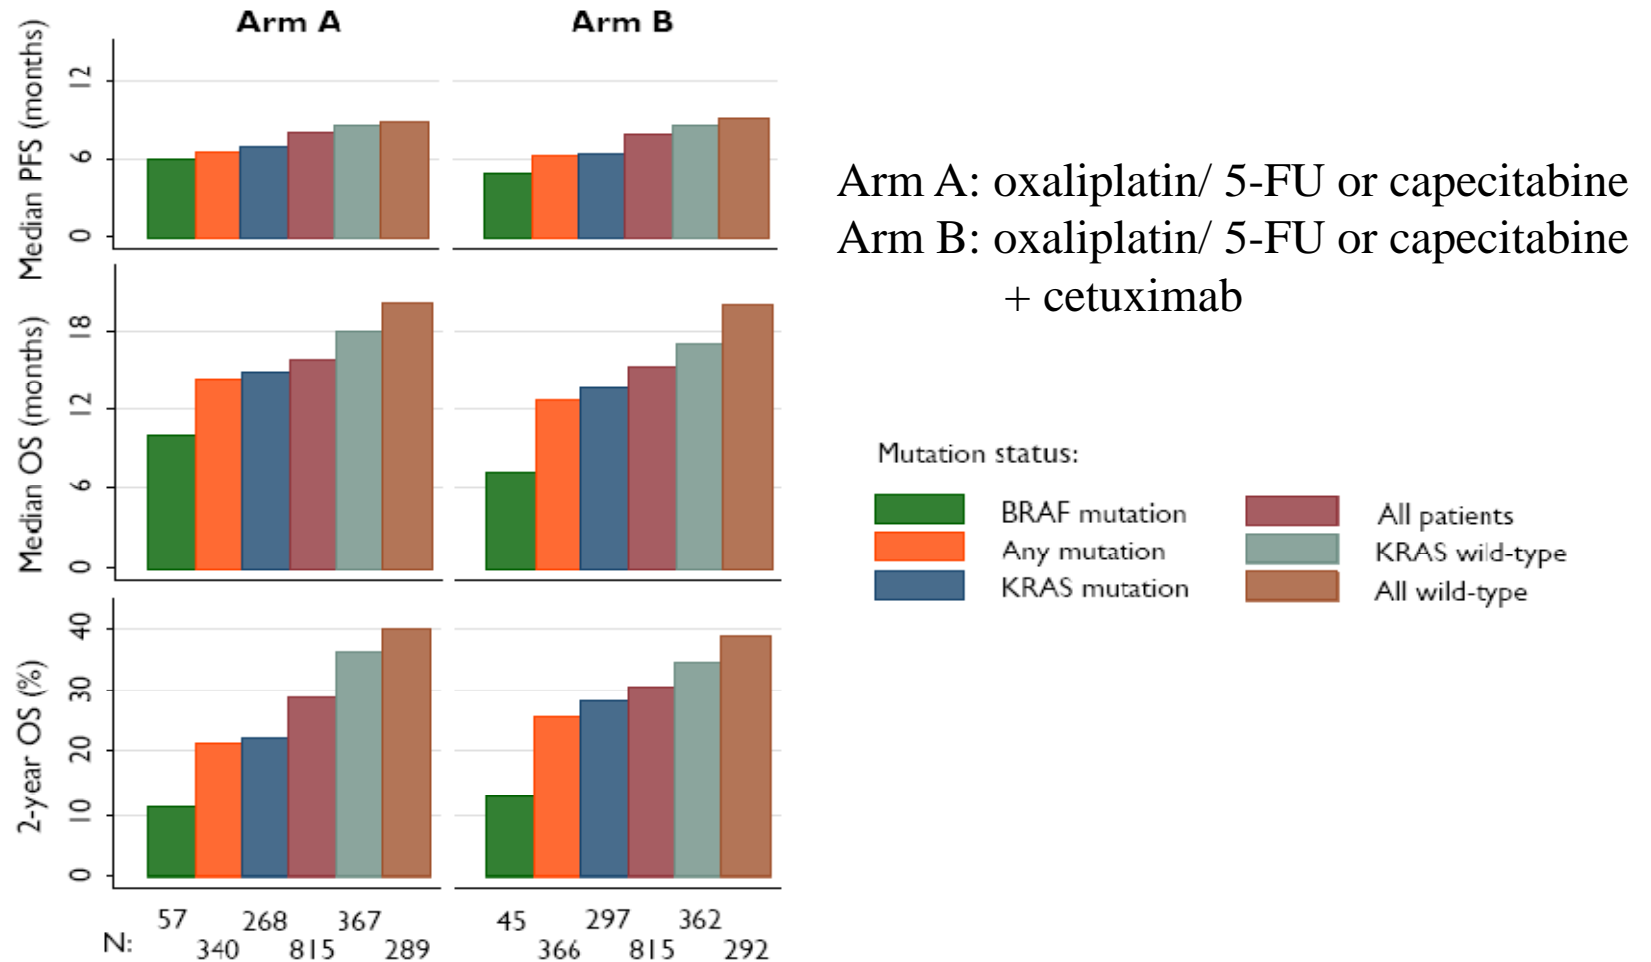 Arm A
Arm B
Median PFS (months)
12
6
0
Median OS (months)
18
12
6
0
2-year OS (%)
40
30
20
10
0
N:
57
340
268
815
367
289
45
366
297
815
362
292
Arm A: oxaliplatin/ 5-FU or capecitabine
Arm B: oxaliplatin/ 5-FU or capecitabine
+ cetuximab
Mutation status:
BRAF mutation
Any mutation
KRAS mutation
All patients
KRAS wild-type
All wild-type